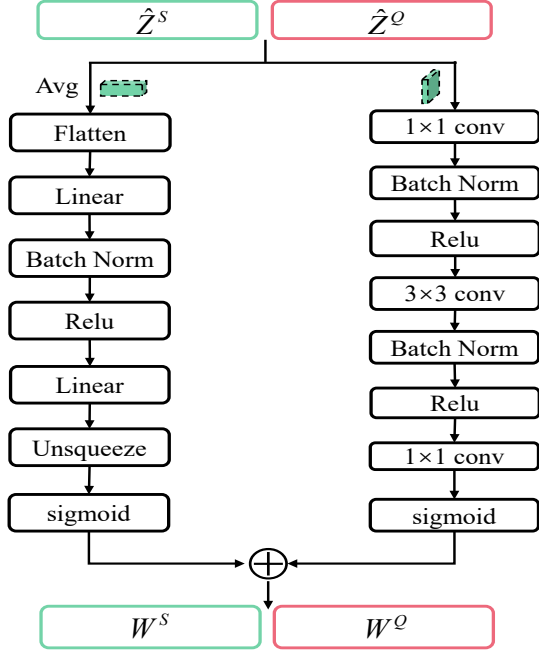 Ẑ^S Ẑ^Q
Avg
Flatten
Linear
Batch Norm
Relu
Linear
Unsqueeze
sigmoid
1×1 conv
Batch Norm
Relu
3×3 conv
Batch Norm
Relu
1×1 conv
sigmoid
W^S W^Q